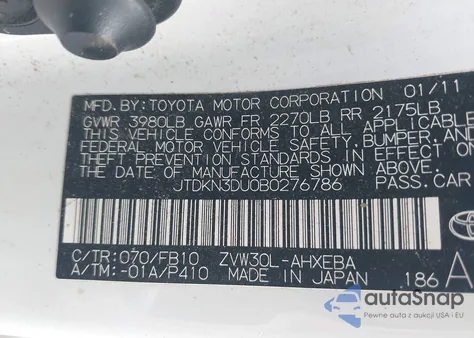 MFD. BY: TOYOTA MOTOR CORPORATION 01/11
GVWR 3980LB GAWR FR 2270LB RR 2175LB
THIS VEHICLE CONFORMS TO ALL APPLICABLE
FEDERAL MOTOR VEHICLE SAFETY, BUMPER, AND
THEFT PREVENTION STANDARDS IN EFFECT ON
THE DATE OF MANUFACTURE SHOWN ABOVE.
JTDKN3DU0B0276786 PASS.CAR
C/TR: 070/FB10 ZVW30L-AHXEBA
A/TM: -01A/P410 MADE IN JAPAN 186 A
autoSnap
Pewne auta z aukcji w USA i EU